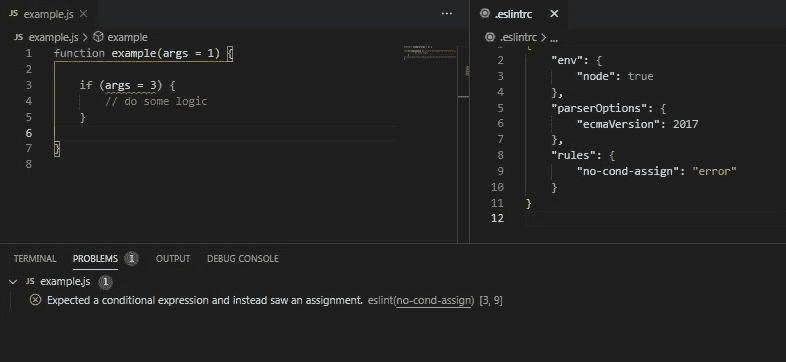 JS example.js ×
JS example.js > example
1 function example(args = 1) {
2
3 if (args = 3) {
4 // do some logic
5 }
6
7 }
8
.eslintrc ×
.eslintrc > ...
{
2 "env": {
3 "node": true
4 },
5 "parserOptions": {
6 "ecmaVersion": 2017
7 },
8 "rules": {
9 "no-cond-assign": "error"
10 }
11 }
12
TERMINAL PROBLEMS 1 OUTPUT DEBUG CONSOLE
JS example.js 1
Expected a conditional expression and instead saw an assignment. eslint(no-cond-assign) [3, 9]